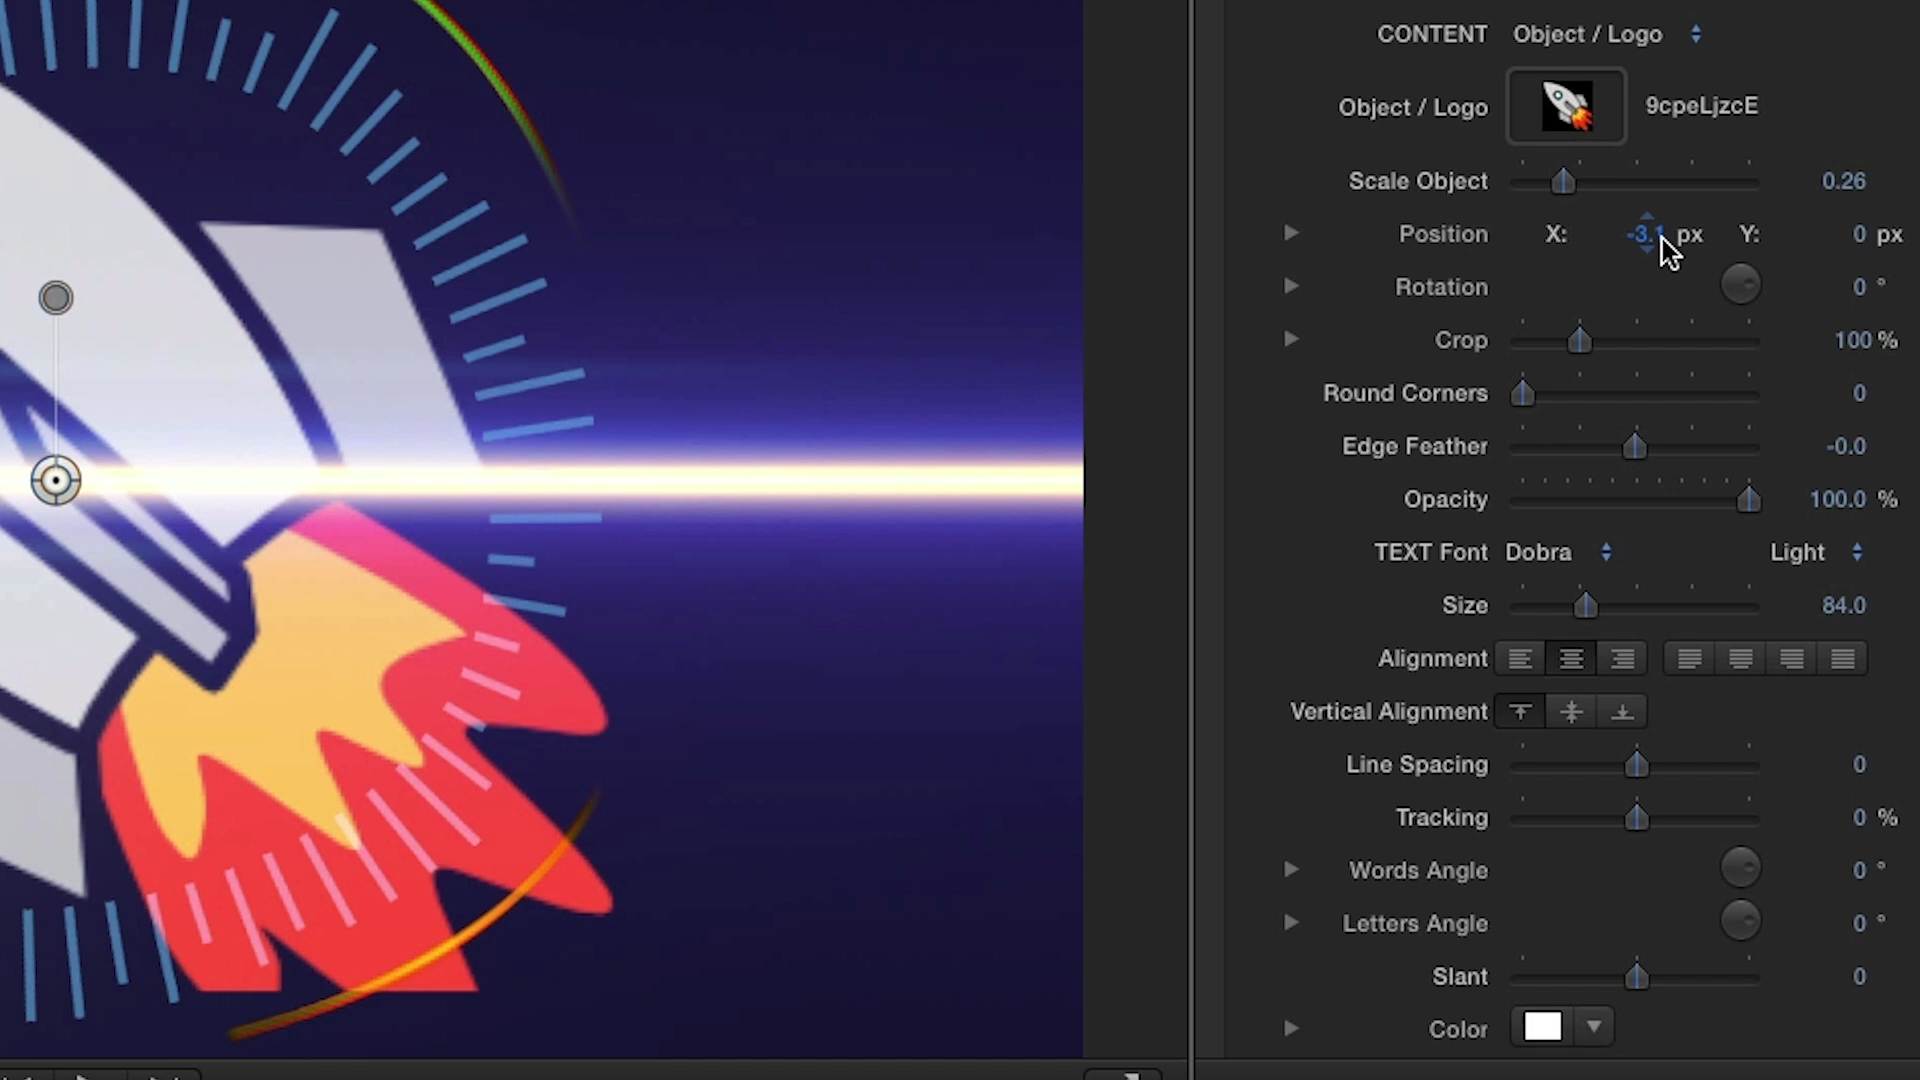 CONTENT Object / Logo
Object / Logo 9cpeLjzcE
Scale Object 0.26
Position X: -3.1 px Y: 0 px
Rotation 0 °
Crop 100 %
Round Corners 0
Edge Feather -0.0
Opacity 100.0 %
TEXT Font Dobra Light
Size 84.0
Alignment
Vertical Alignment
Line Spacing 0
Tracking 0 %
Words Angle 0 °
Letters Angle 0 °
Slant 0
Color